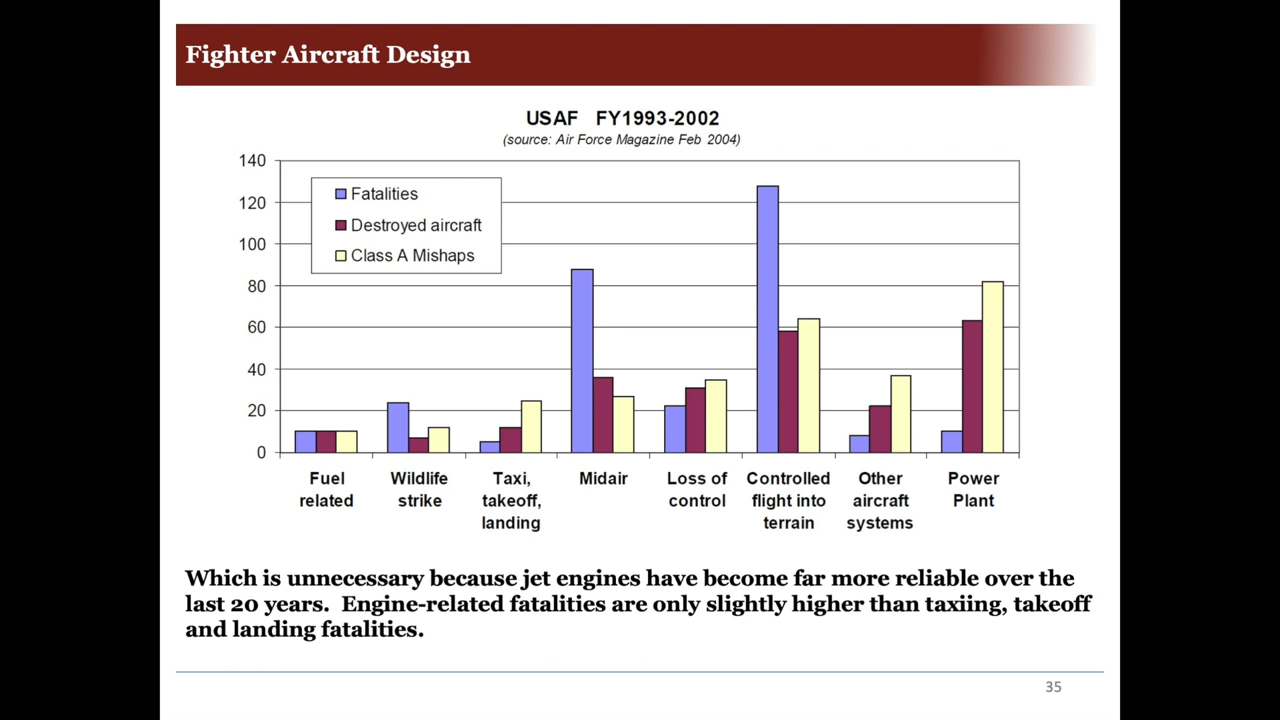 Fighter Aircraft Design
USAF FY1993-2002
(source: Air Force Magazine Feb 2004)
140
120
100
80
60
40
20
0
Fatalities
Destroyed aircraft
Class A Mishaps
Fuel related
Wildlife strike
Taxi, takeoff, landing
Midair
Loss of control
Controlled flight into terrain
Other aircraft systems
Power Plant
Which is unnecessary because jet engines have become far more reliable over the
last 20 years. Engine-related fatalities are only slightly higher than taxiing, takeoff
and landing fatalities.
35